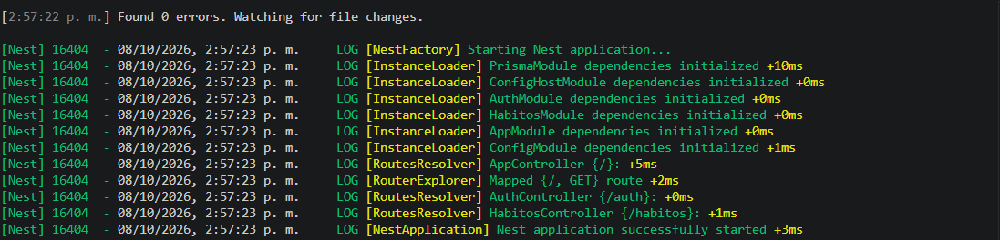 [2:57:22 p. m.] Found 0 errors. Watching for file changes.
[Nest] 16404  - 08/10/2026, 2:57:23 p. m.     LOG [NestFactory] Starting Nest application...
[Nest] 16404  - 08/10/2026, 2:57:23 p. m.     LOG [InstanceLoader] PrismaModule dependencies initialized +10ms
[Nest] 16404  - 08/10/2026, 2:57:23 p. m.     LOG [InstanceLoader] ConfigHostModule dependencies initialized +0ms
[Nest] 16404  - 08/10/2026, 2:57:23 p. m.     LOG [InstanceLoader] AuthModule dependencies initialized +0ms
[Nest] 16404  - 08/10/2026, 2:57:23 p. m.     LOG [InstanceLoader] HabitosModule dependencies initialized +0ms
[Nest] 16404  - 08/10/2026, 2:57:23 p. m.     LOG [InstanceLoader] AppModule dependencies initialized +0ms
[Nest] 16404  - 08/10/2026, 2:57:23 p. m.     LOG [InstanceLoader] ConfigModule dependencies initialized +1ms
[Nest] 16404  - 08/10/2026, 2:57:23 p. m.     LOG [RoutesResolver] AppController {/}: +5ms
[Nest] 16404  - 08/10/2026, 2:57:23 p. m.     LOG [RouterExplorer] Mapped {/, GET} route +2ms
[Nest] 16404  - 08/10/2026, 2:57:23 p. m.     LOG [RoutesResolver] AuthController {/auth}: +0ms
[Nest] 16404  - 08/10/2026, 2:57:23 p. m.     LOG [RoutesResolver] HabitosController {/habitos}: +1ms
[Nest] 16404  - 08/10/2026, 2:57:23 p. m.     LOG [NestApplication] Nest application successfully started +3ms